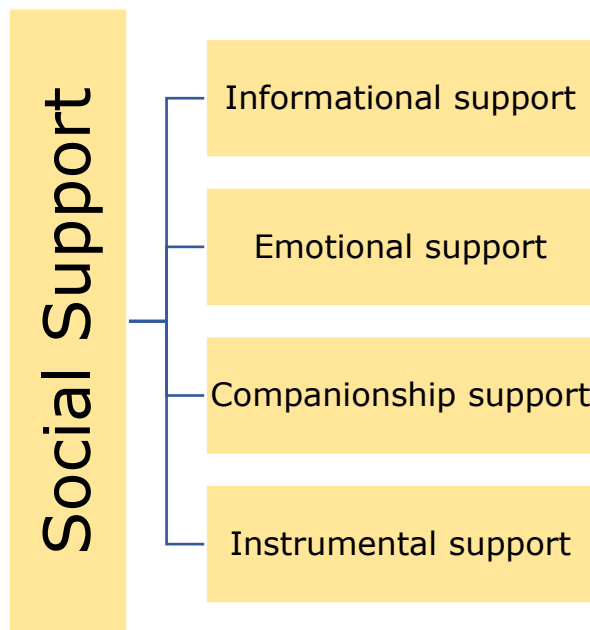 Social Support
Informational support
Emotional support
Companionship support
Instrumental support